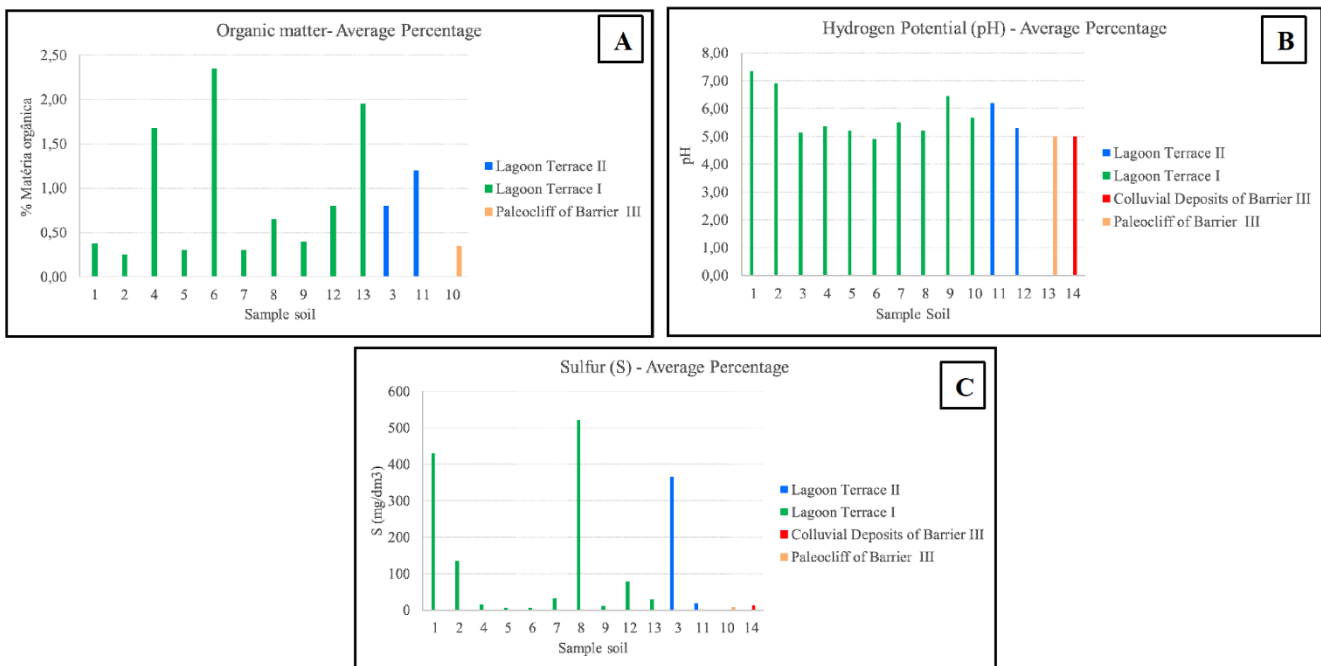 Organic matter- Average Percentage
A
2,50
2,00
1,50
1,00
0,50
0,00
% Matéria orgânica
1 2 4 5 6 7 8 9 12 13 3 11 10
Sample soil
Lagoon Terrace II
Lagoon Terrace I
Paleocliff of Barrier III
Hydrogen Potential (pH) - Average Percentage
B
8,00
7,00
6,00
5,00
4,00
3,00
2,00
1,00
0,00
pH
1 2 3 4 5 6 7 8 9 10 11 12 13 14
Sample Soil
Lagoon Terrace II
Lagoon Terrace I
Colluvial Deposits of Barrier III
Paleocliff of Barrier III
Sulfur (S) - Average Percentage
C
600
500
400
300
200
100
0
S (mg/dm3)
1 2 4 5 6 7 8 9 12 13 3 11 10 14
Sample soil
Lagoon Terrace II
Lagoon Terrace I
Colluvial Deposits of Barrier III
Paleocliff of Barrier III